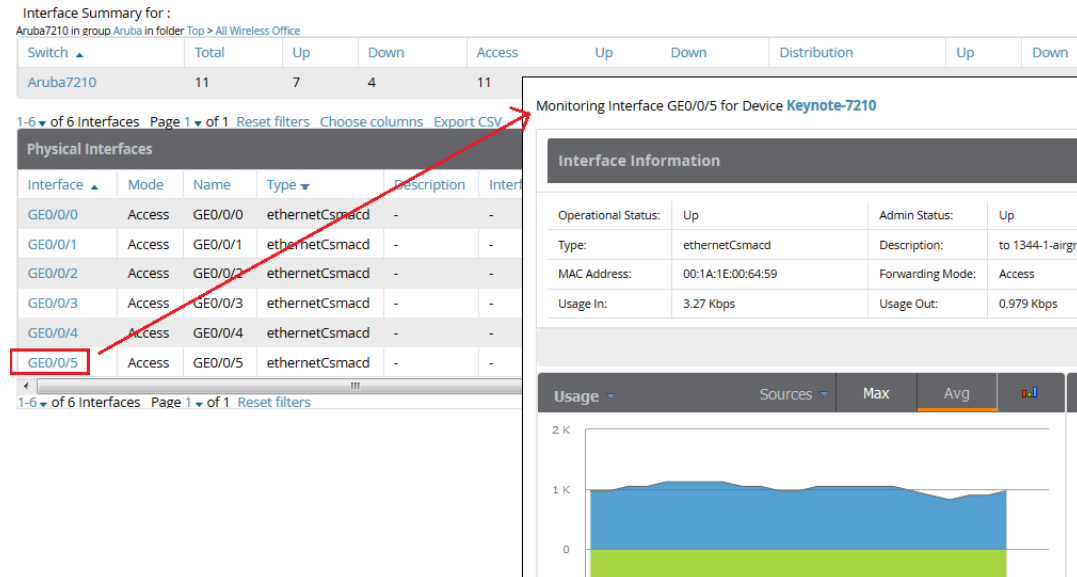 Interface Summary for :
Aruba7210 in group Aruba in folder Top > All Wireless Office
Switch Total Up Down Access Up Down Distribution Up Down
Aruba7210 11 7 4 11
1-6 of 6 Interfaces Page 1 of 1 Reset filters Choose columns Export CSV
Physical Interfaces
Interface Mode Name Type Description Interf
GE0/0/0 Access GE0/0/0 ethernetCsmacd - -
GE0/0/1 Access GE0/0/1 ethernetCsmacd - -
GE0/0/2 Access GE0/0/2 ethernetCsmacd - -
GE0/0/3 Access GE0/0/3 ethernetCsmacd - -
GE0/0/4 Access GE0/0/4 ethernetCsmacd - -
GE0/0/5 Access GE0/0/5 ethernetCsmacd - -
1-6 of 6 Interfaces Page 1 of 1 Reset filters
Monitoring Interface GE0/0/5 for Device Keynote-7210
Interface Information
Operational Status: Up Admin Status: Up
Type: ethernetCsmacd Description: to 1344-1-airgr
MAC Address: 00:1A:1E:00:64:59 Forwarding Mode: Access
Usage In: 3.27 Kbps Usage Out: 0.979 Kbps
Usage Sources Max Avg
2 K
1 K
0